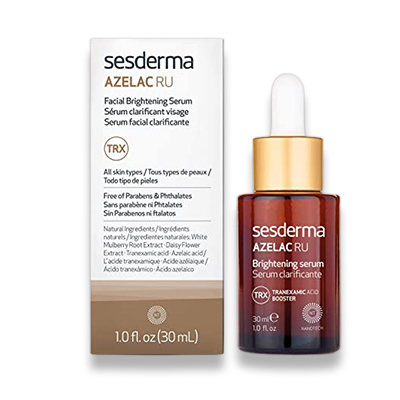 sesderma
AZELAC RU
Facial Brightening Serum
Sérum clarificant visage
Serum facial clarificante
TRX
All skin types / Tous types de peaux /
Todo tipo de pieles
Free of Parabens & Phthalates
Sans parabène ni Phtalates
Sin Parabenos ni Ftalatos
Natural Ingredients / Ingrédients
naturels / Ingredientes naturales: White
Mulberry Root Extract · Daisy Flower
Extract · Tranexamic acid · Azelaic acid /
L'acide tranexamique · Acide azélaïque /
Ácido tranexámico · Ácido azelaico
1.0 fl. oz (30 mL)
sesderma
AZELAC RU
Brightening serum
Serum clarificante
TRX
TRANEXAMIC ACID
BOOSTER
30 ml e
1.0 fl. oz
NANOTECH